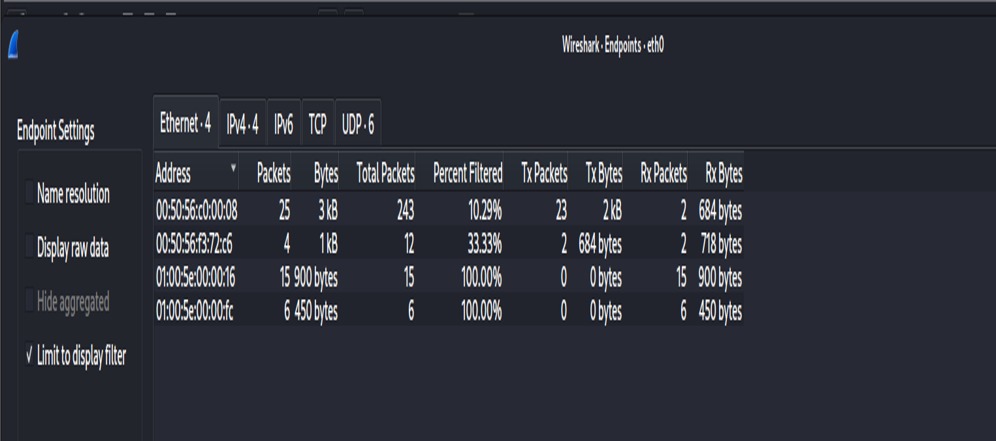 Wireshark · Endpoints · eth0
Endpoint Settings
Name resolution
Display raw data
Hide aggregated
✓ Limit to display filter
Ethernet · 4 IPv4 · 4 IPv6 TCP UDP · 6
Address Packets Bytes Total Packets Percent Filtered Tx Packets Tx Bytes Rx Packets Rx Bytes
00:50:56:c0:00:08 25 3 kB 243 10.29% 23 2 kB 2 684 bytes
00:50:56:f3:72:c6 4 1 kB 12 33.33% 2 684 bytes 2 718 bytes
01:00:5e:00:00:16 15 900 bytes 15 100.00% 0 0 bytes 15 900 bytes
01:00:5e:00:00:fc 6 450 bytes 6 100.00% 0 0 bytes 6 450 bytes